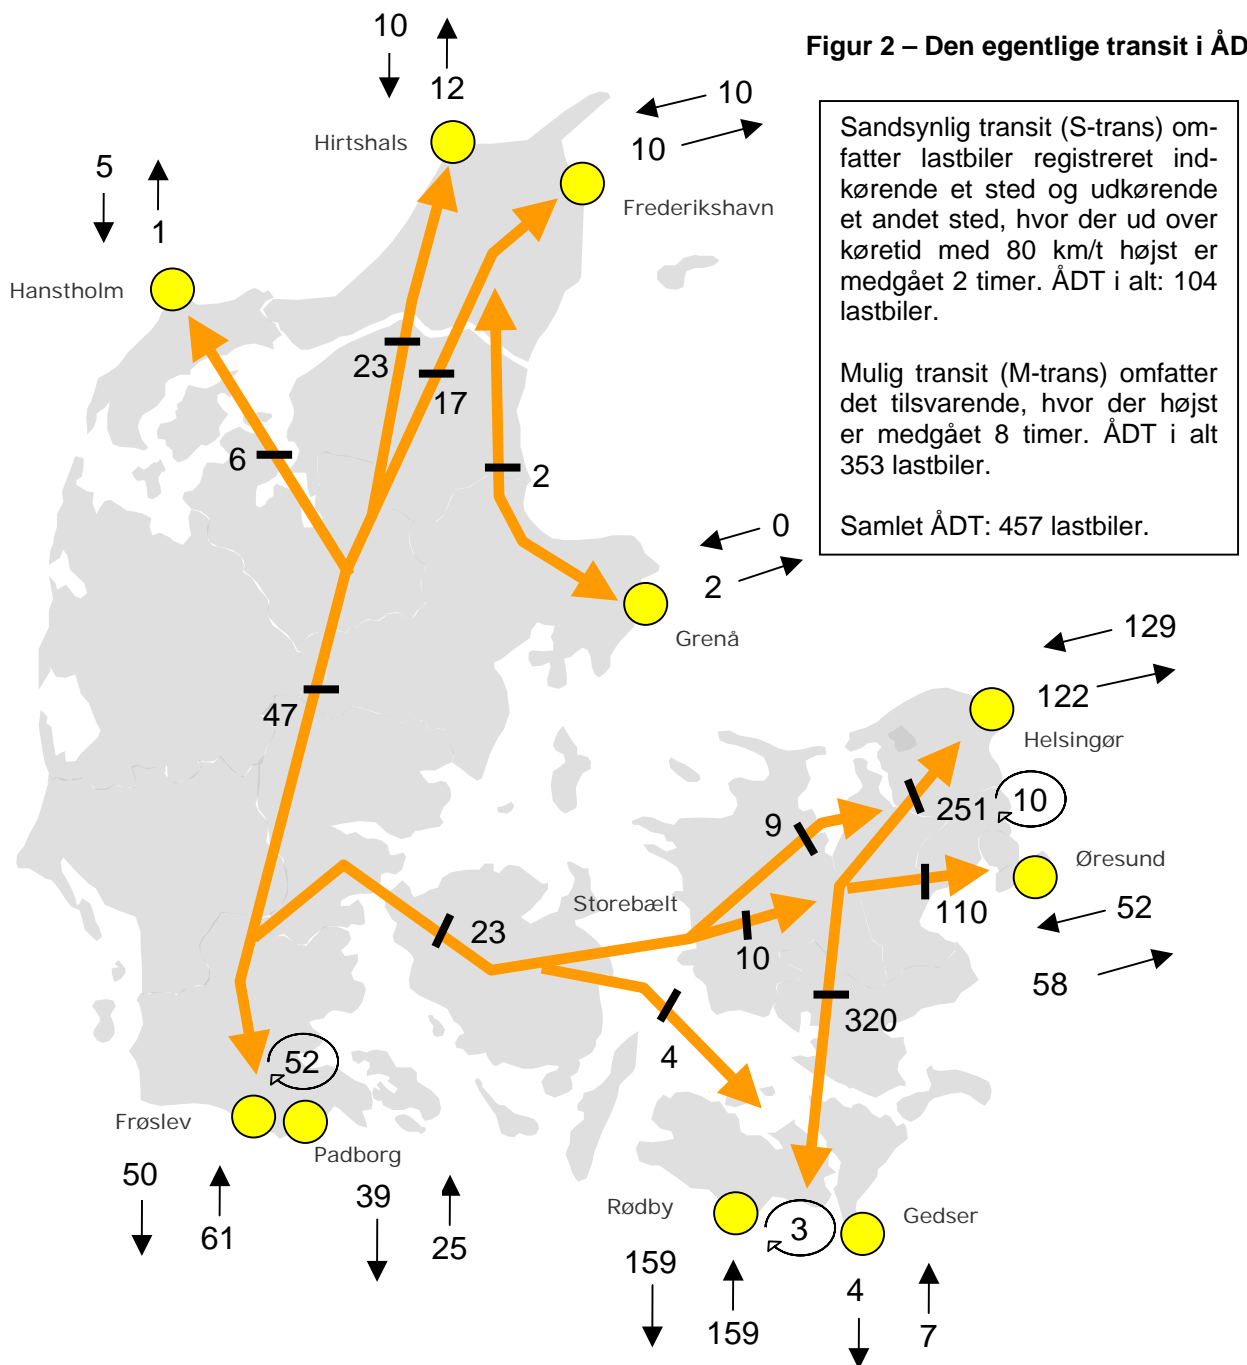 Figur 2 – Den egentlige transit i ÅD
10
12
10
10
Hirtshals
Frederikshavn
5
1
Hanstholm
Sandsynlig transit (S-trans) om-
fatter lastbiler registreret ind-
kørende et sted og udkørende
et andet sted, hvor der ud over
køretid med 80 km/t højst er
medgået 2 timer. ÅDT i alt: 104
lastbiler.
Mulig transit (M-trans) omfatter
det tilsvarende, hvor der højst
er medgået 8 timer. ÅDT i alt
353 lastbiler.
Samlet ÅDT: 457 lastbiler.
23
17
6
2
0
2
Grenå
129
122
47
Helsingør
251
10
9
Øresund
Storebælt
110
52
23
10
58
320
4
52
Frøslev
Padborg
50
61
39
25
Rødby
3
Gedser
159
159
4
7